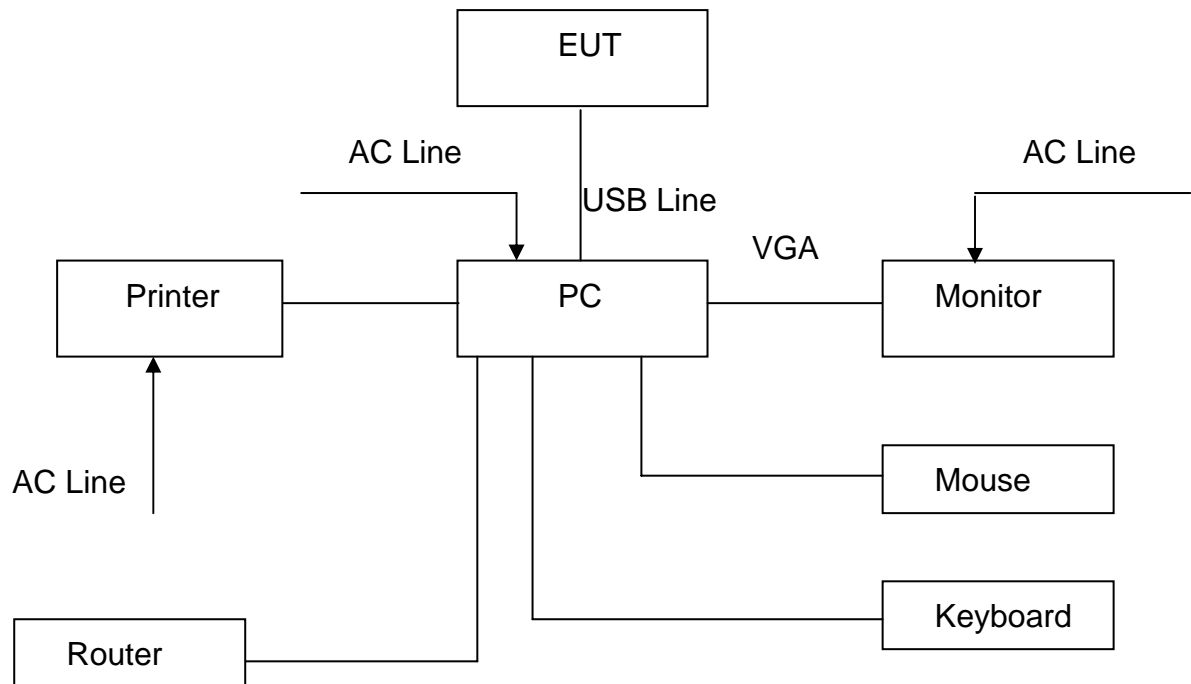 EUT
AC Line
AC Line
USB Line
VGA
Printer
PC
Monitor
AC Line
Mouse
Keyboard
Router